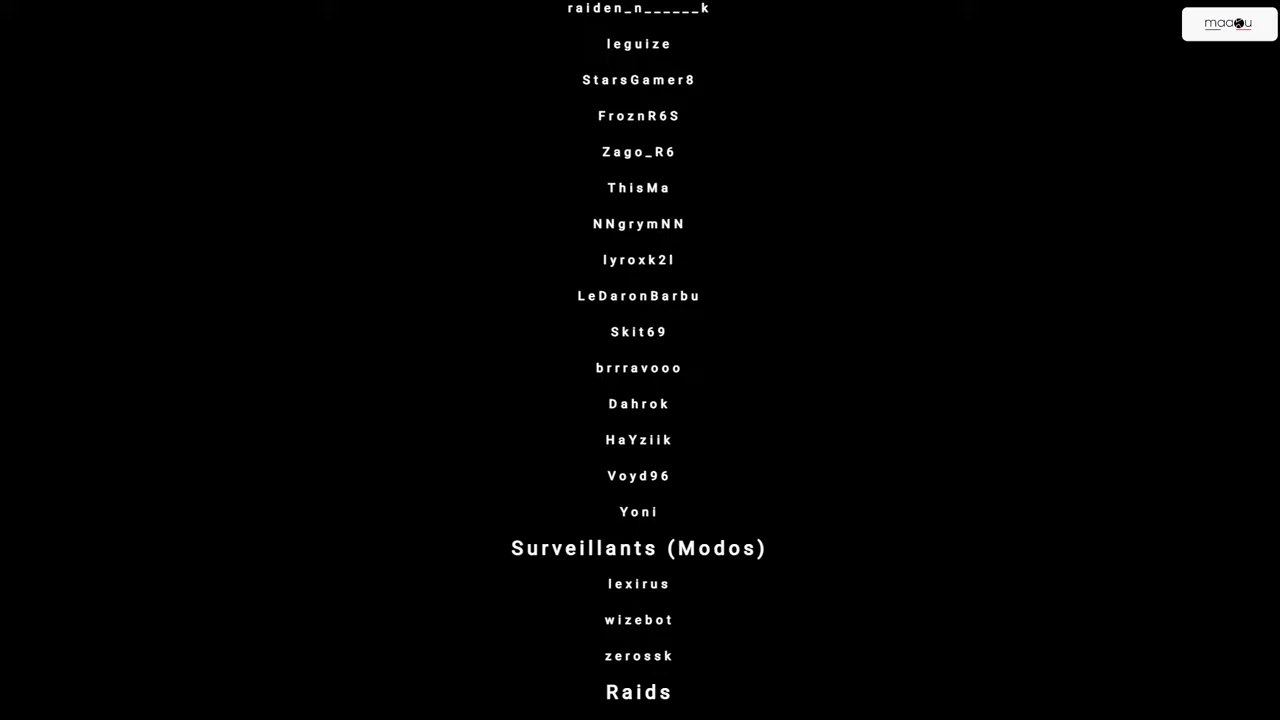 raiden_n______k
maaou
leguize
StarsGamer8
FroznR6S
Zago_R6
ThisMa
NNgrymNN
lyroxk2l
LeDaronBarbu
Skit69
brrravooo
Dahrok
HaYziik
Voyd96
Yoni
Surveillants (Modos)
lexirus
wizebot
zerossk
Raids